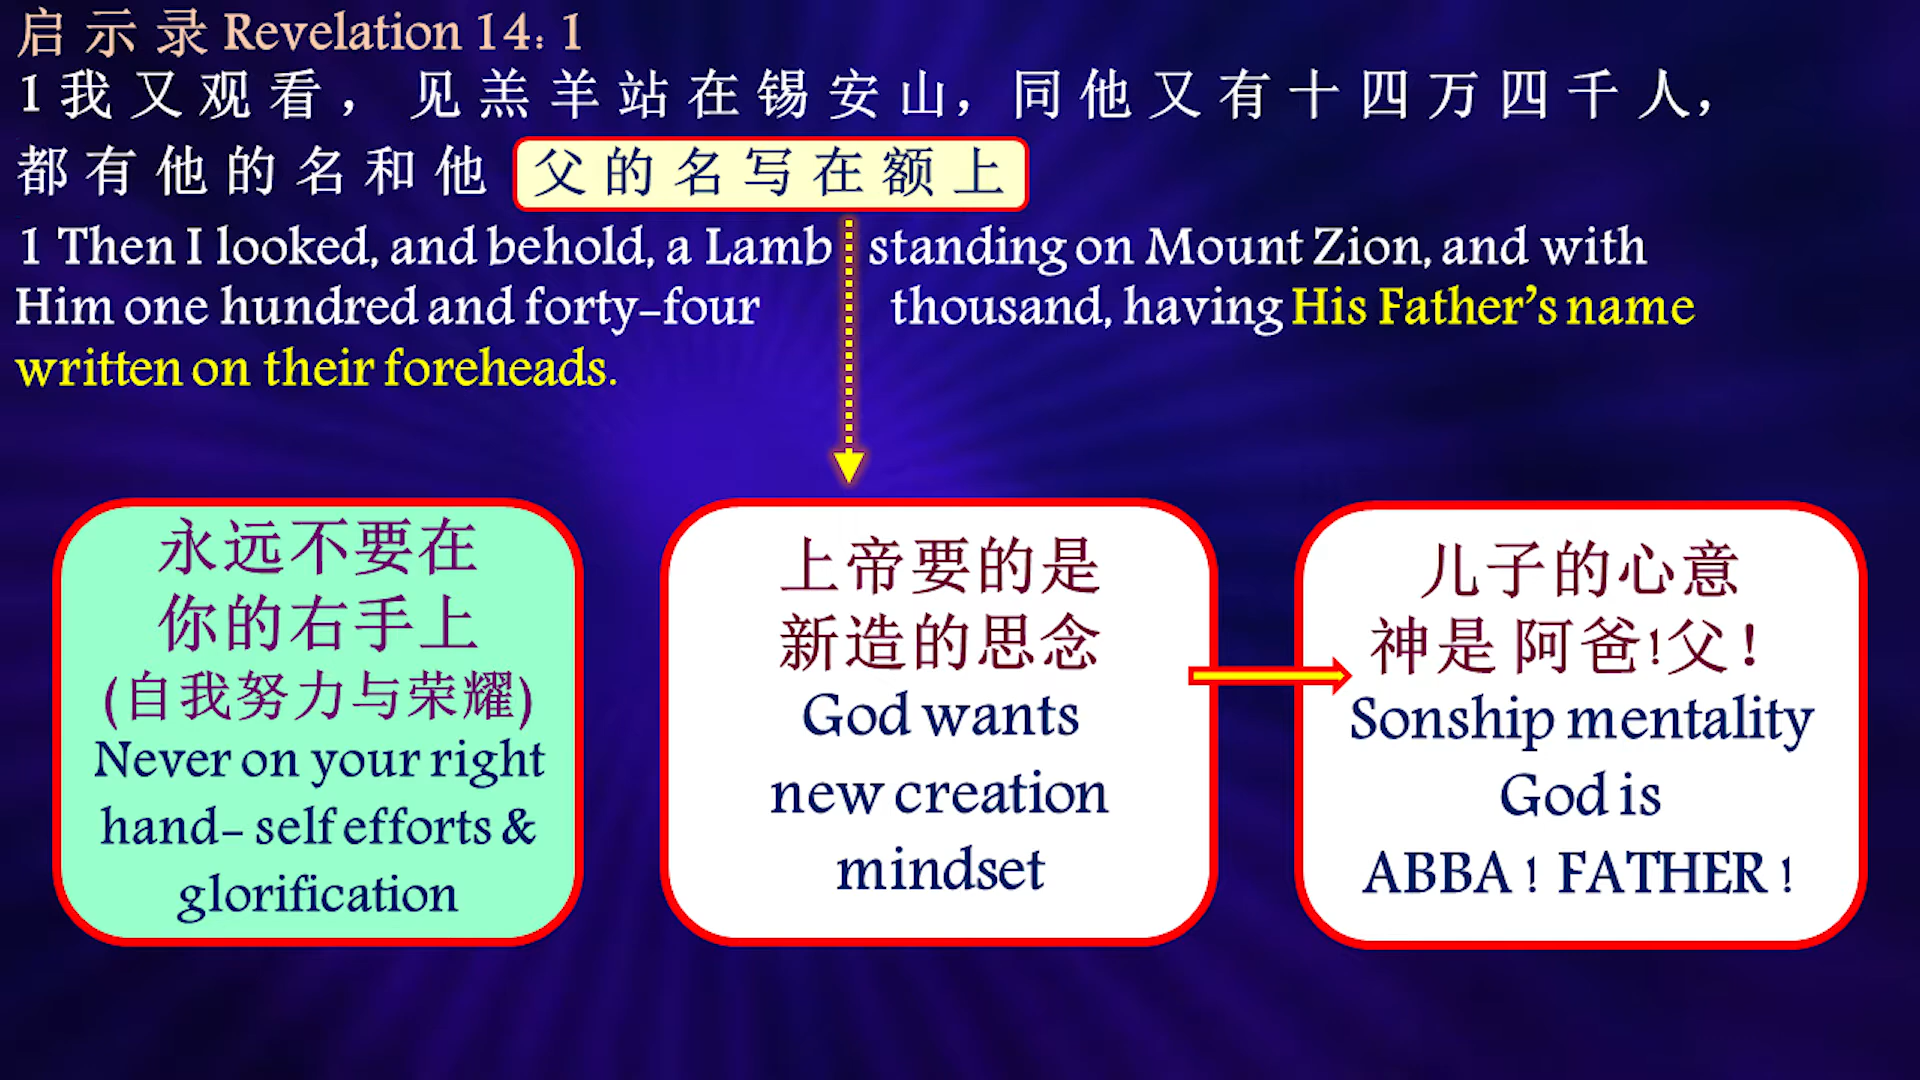 启示录 Revelation 14：1
1 我又观看， 见羔羊站在锡安山，同他又有十四万四千人，
都有他的名和他 父的名写在额上
1 Then I looked, and behold, a Lamb standing on Mount Zion, and with
Him one hundred and forty-four thousand, having His Father's name
written on their foreheads.
永远不要在
你的右手上
(自我努力与荣耀)
Never on your right
hand- self efforts &
glorification
上帝要的是
新造的思念
God wants
new creation
mindset
儿子的心意
神是 阿爸!父！
Sonship mentality
God is
ABBA！FATHER！